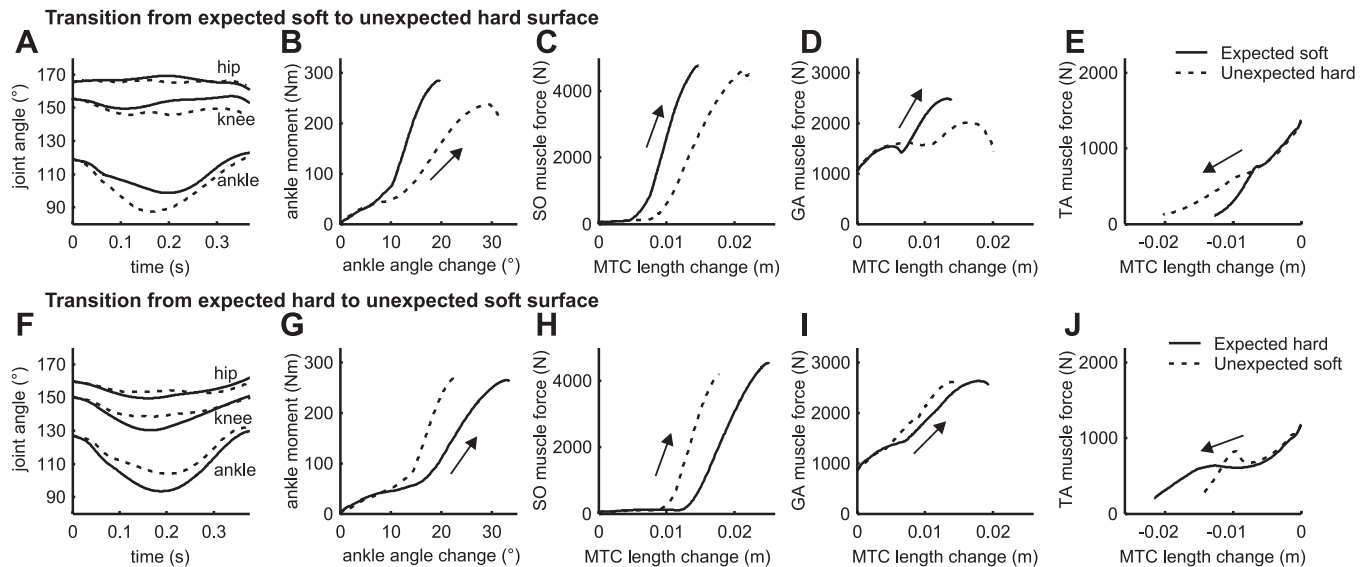 Transition from expected soft to unexpected hard surface
A
B
C
D
E
joint angle (°)
170
150
130
110
90
hip
knee
ankle
0
0.1
0.2
0.3
time (s)
ankle moment (Nm)
300
200
100
0
0
10
20
30
ankle angle change (°)
SO muscle force (N)
4000
2000
0
0
0.02
MTC length change (m)
GA muscle force (N)
3000
2000
1000
0
0
0.01
0.02
MTC length change (m)
TA muscle force (N)
2000
1000
0
-0.02
-0.01
0
MTC length change (m)
Expected soft
Unexpected hard
Transition from expected hard to unexpected soft surface
F
G
H
I
J
joint angle (°)
170
150
130
110
90
hip
knee
ankle
0
0.1
0.2
0.3
time (s)
ankle moment (Nm)
300
200
100
0
0
10
20
30
ankle angle change (°)
SO muscle force (N)
4000
2000
0
0
0.02
MTC length change (m)
GA muscle force (N)
3000
2000
1000
0
0
0.01
0.02
MTC length change (m)
TA muscle force (N)
2000
1000
0
-0.02
-0.01
0
MTC length change (m)
Expected hard
Unexpected soft